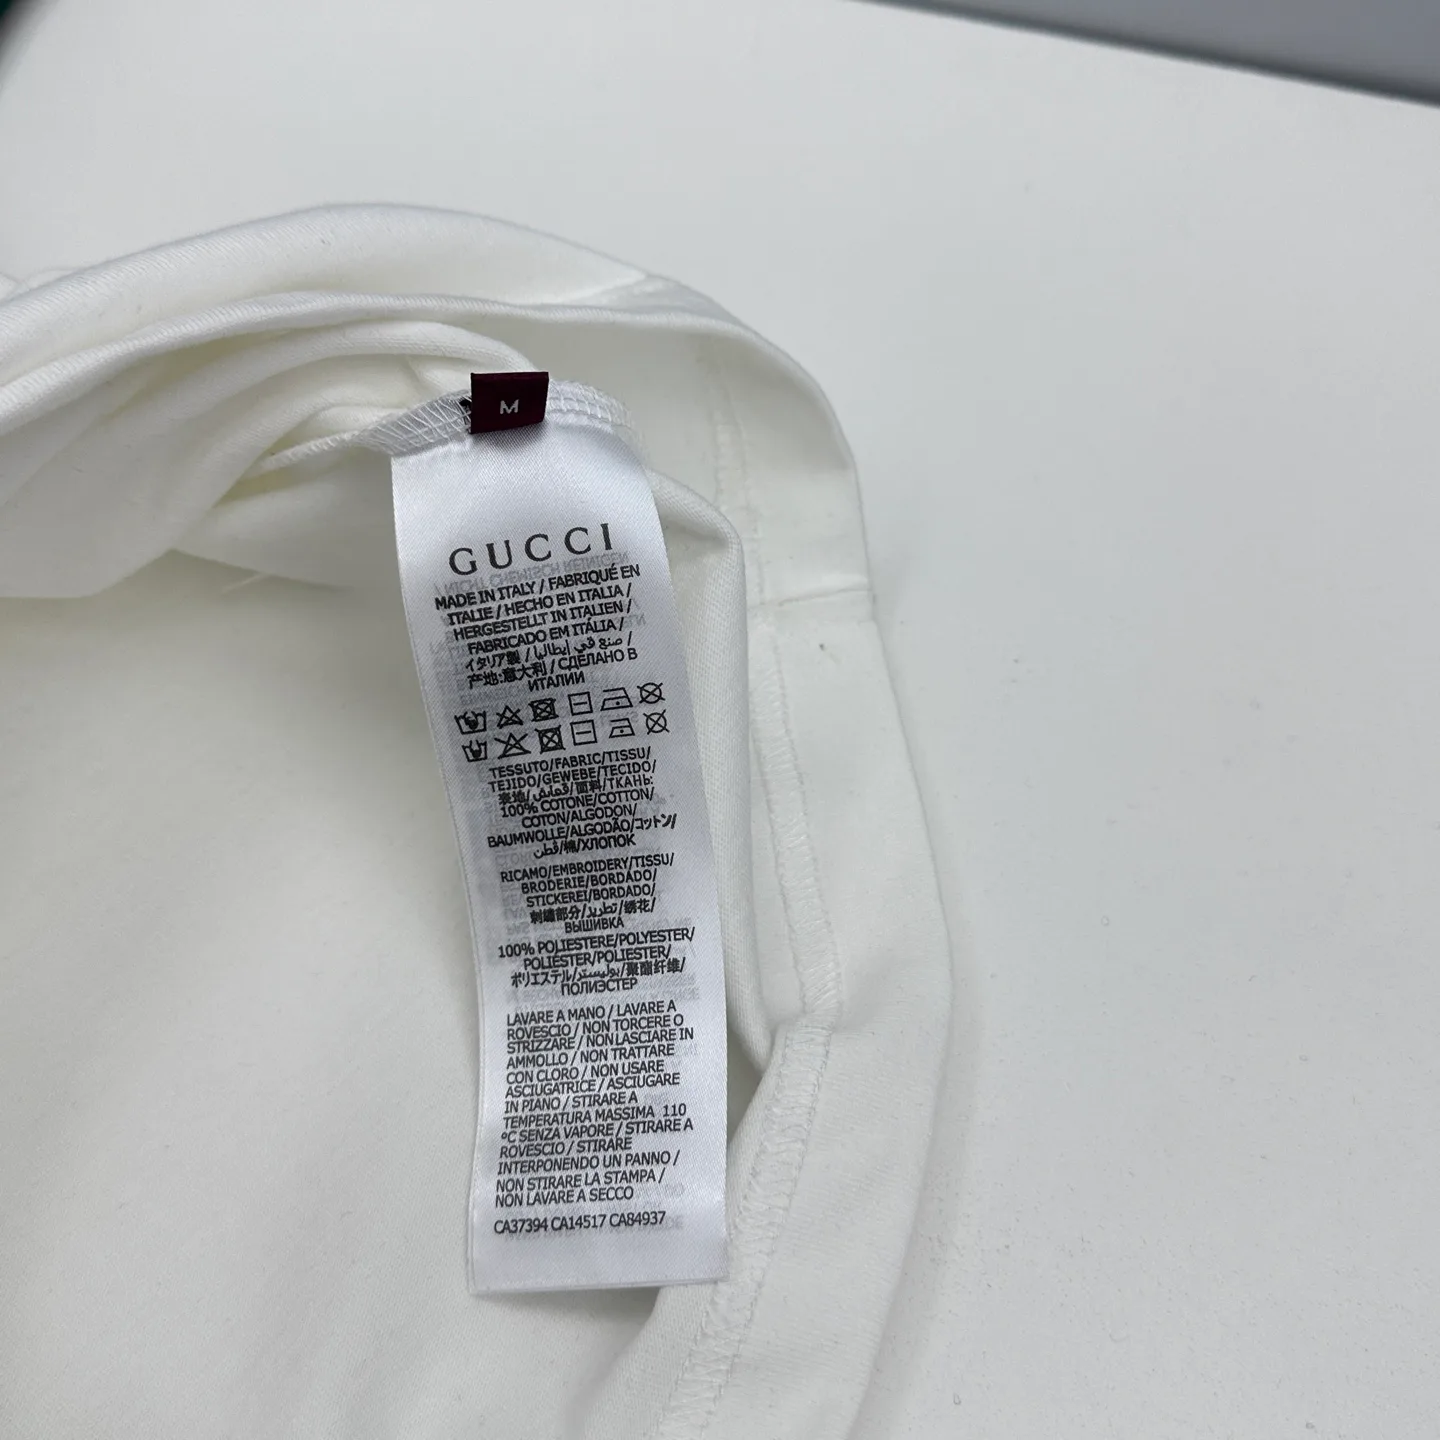 M
GUCCI
MADE IN ITALY / FABRIQUÉ EN
ITALIE / HECHO EN ITALIA /
HERGESTELLT IN ITALIEN /
FABRICADO EM ITÁLIA /
イタリア製 / صنع في إيطاليا /
产地:意大利 / СДЕЛАНО В
ИТАЛИИ
TESSUTO/FABRIC/TISSU/
TEJIDO/GEWEBE/TECIDO/
表地/قماش/面料/ТКАНЬ:
100% COTONE/COTTON/
COTON/ALGODON/
BAUMWOLLE/ALGODÃO/コットン/
قطن/棉/ХЛОПОК
RICAMO/EMBROIDERY/TISSU/
BRODERIE/BORDADO/
STICKEREI/BORDADO/
刺繍部分/تطريز/绣花/
ВЫШИВКА
100% POLIESTERE/POLYESTER/
POLIESTER/POLIESTER/
ポリエステル/بوليستر/聚酯纤维/
ПОЛИЭСТЕР
LAVARE A MANO / LAVARE A
ROVESCIO / NON TORCERE O
STRIZZARE / NON LASCIARE IN
AMMOLLO / NON TRATTARE
CON CLORO / NON USARE
ASCIUGATRICE / ASCIUGARE
IN PIANO / STIRARE A
TEMPERATURA MASSIMA 110
°C SENZA VAPORE / STIRARE A
ROVESCIO / STIRARE
INTERPONENDO UN PANNO /
NON STIRARE LA STAMPA /
NON LAVARE A SECCO
CA37394 CA14517 CA84937